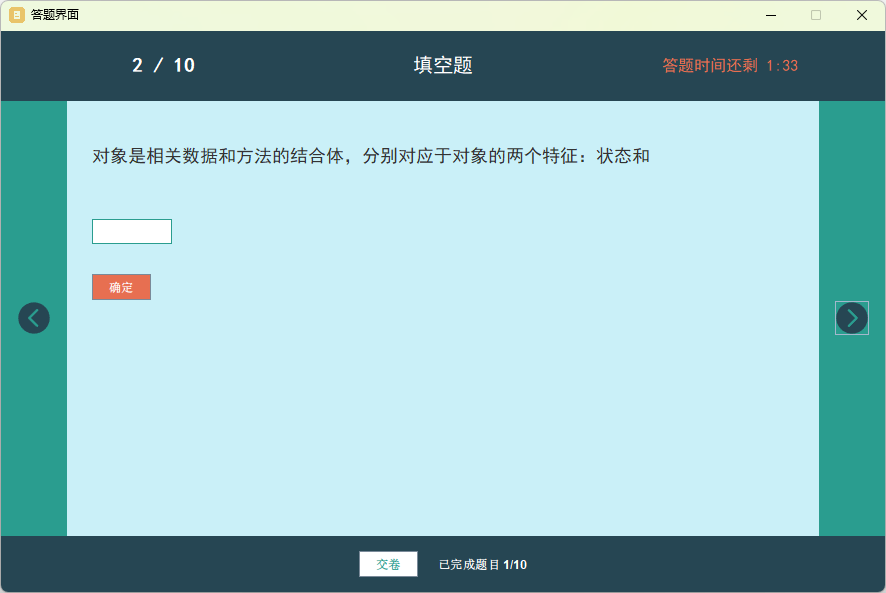 答题界面
2 / 10
填空题
答题时间还剩 1:33
对象是相关数据和方法的结合体，分别对应于对象的两个特征：状态和
确定
交卷
已完成题目 1/10